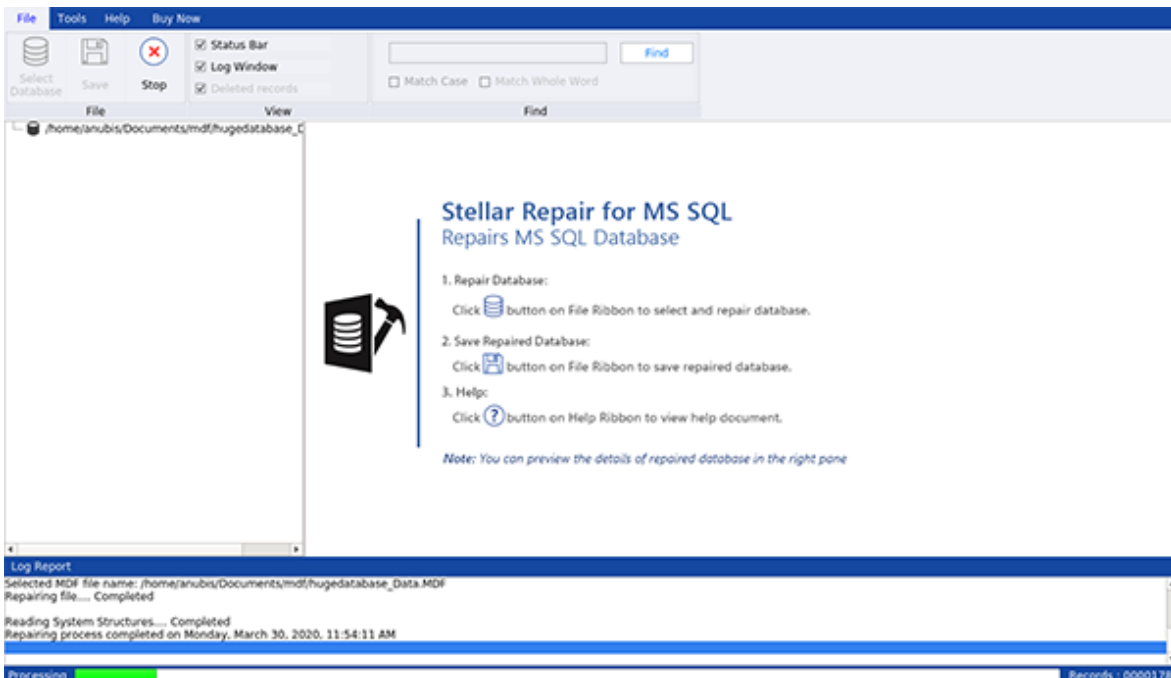 File Tools Help Buy Now
Select Database Save Stop
File
Status Bar
Log Window
Deleted records
View
Find
Match Case Match Whole Word
Find
/home/anubis/Documents/mdf/hugedatabase_D
Stellar Repair for MS SQL
Repairs MS SQL Database
1. Repair Database:
Click button on File Ribbon to select and repair database.
2. Save Repaired Database:
Click button on File Ribbon to save repaired database.
3. Help:
Click ? button on Help Ribbon to view help document.
Note: You can preview the details of repaired database in the right pane
Log Report
Selected MDF file name: /home/anubis/Documents/mdf/hugedatabase_Data.MDF
Repairing file.... Completed
Reading System Structures.... Completed
Repairing process completed on Monday, March 30, 2020, 11:54:11 AM
Processing Records :